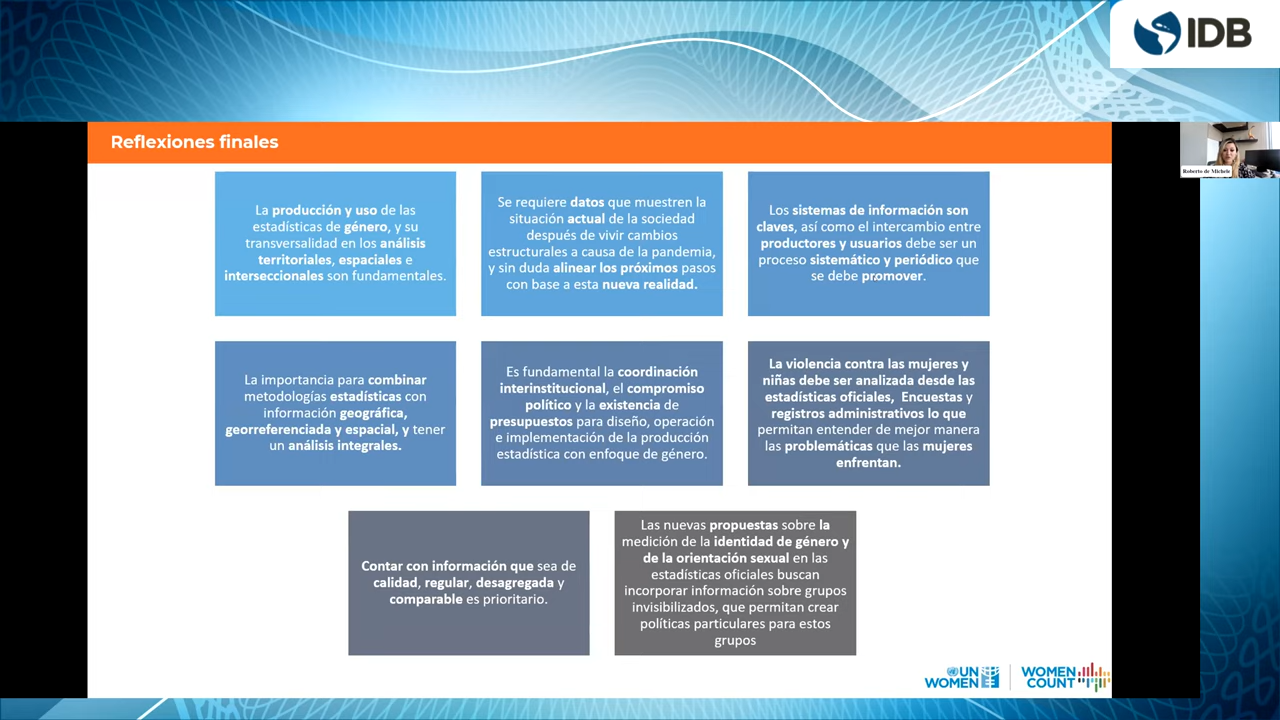 IDB
Reflexiones finales
Roberto de Michele
La producción y uso de las
estadísticas de género, y su
transversalidad en los análisis
territoriales, espaciales e
interseccionales son fundamentales.
Se requiere datos que muestren la
situación actual de la sociedad
después de vivir cambios
estructurales a causa de la pandemia,
y sin duda alinear los próximos pasos
con base a esta nueva realidad.
Los sistemas de información son
claves, así como el intercambio entre
productores y usuarios debe ser un
proceso sistemático y periódico que
se debe promover.
La importancia para combinar
metodologías estadísticas con
información geográfica,
georreferenciada y espacial, y tener
un análisis integrales.
Es fundamental la coordinación
interinstitucional, el compromiso
político y la existencia de
presupuestos para diseño, operación
e implementación de la producción
estadística con enfoque de género.
La violencia contra las mujeres y
niñas debe ser analizada desde las
estadísticas oficiales, Encuestas y
registros administrativos lo que
permitan entender de mejor manera
las problemáticas que las mujeres
enfrentan.
Contar con información que sea de
calidad, regular, desagregada y
comparable es prioritario.
Las nuevas propuestas sobre la
medición de la identidad de género y
de la orientación sexual en las
estadísticas oficiales buscan
incorporar información sobre grupos
invisibilizados, que permitan crear
políticas particulares para estos
grupos
UN
WOMEN
WOMEN
COUNT